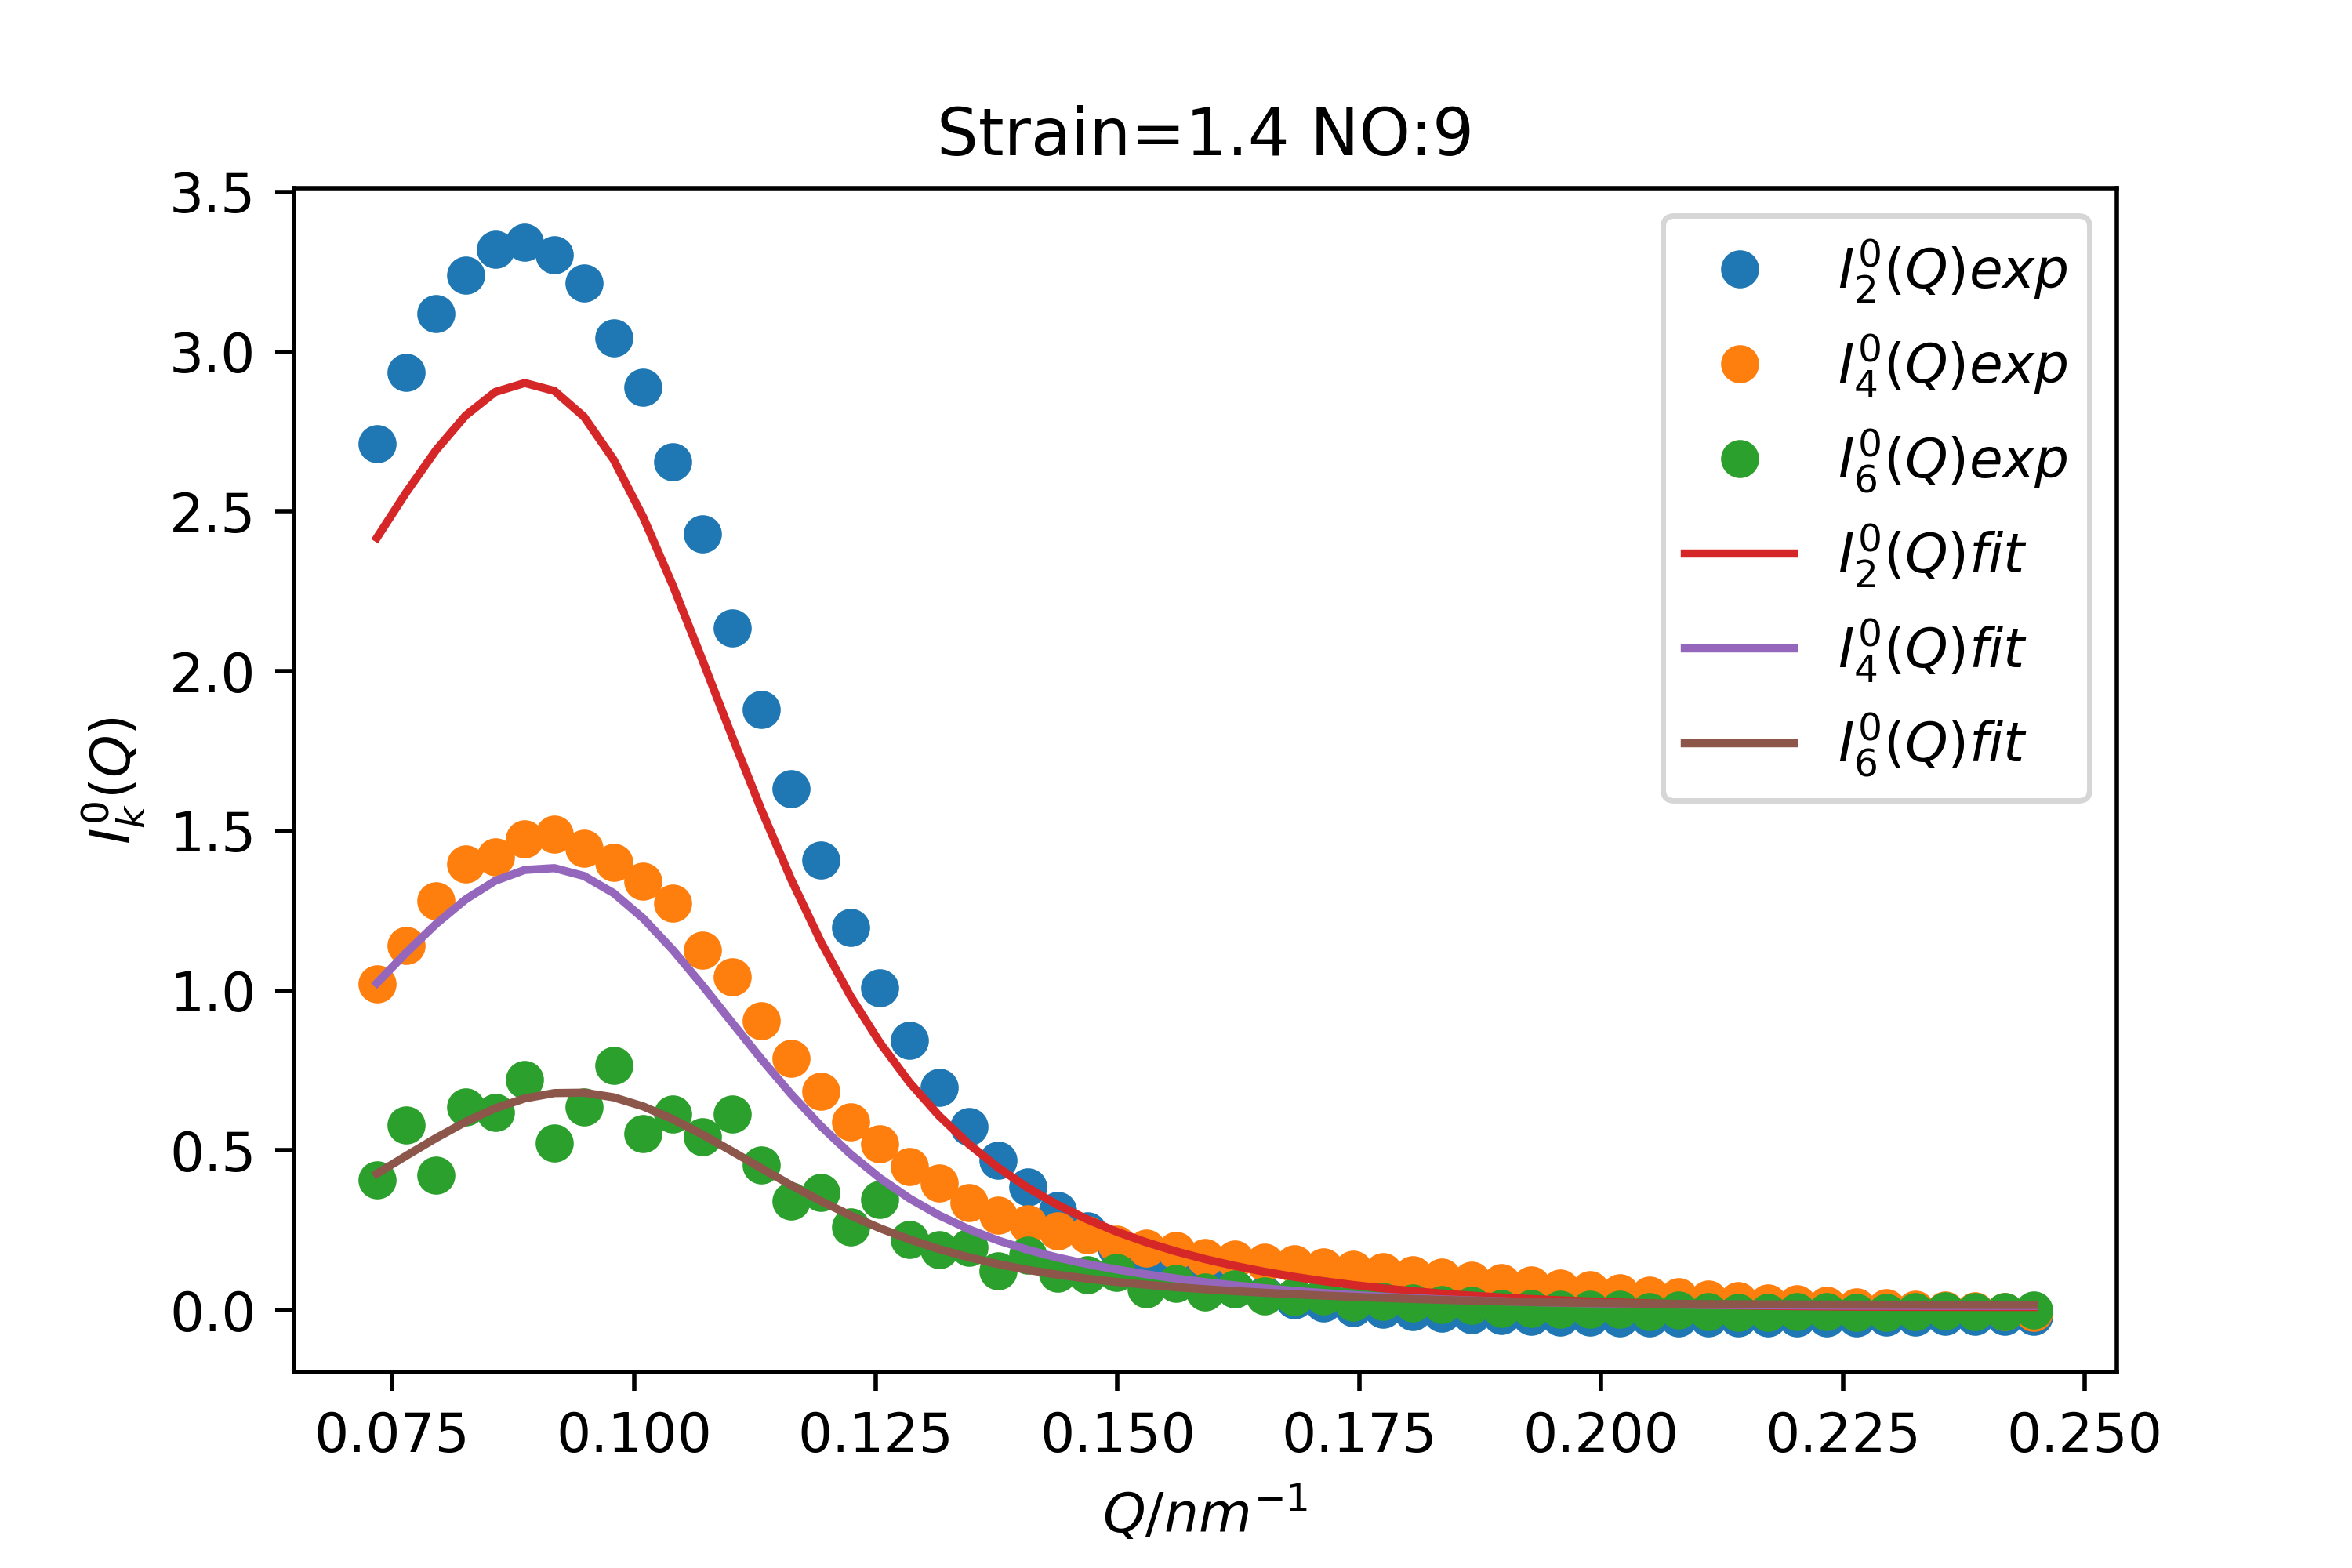 Strain=1.4 NO:9
3.5
3.0
2.5
2.0
1.5
1.0
0.5
0.0
I_k^0(Q)
I_2^0(Q)exp
I_4^0(Q)exp
I_6^0(Q)exp
I_2^0(Q)fit
I_4^0(Q)fit
I_6^0(Q)fit
0.075 0.100 0.125 0.150 0.175 0.200 0.225 0.250
Q/nm^{-1}